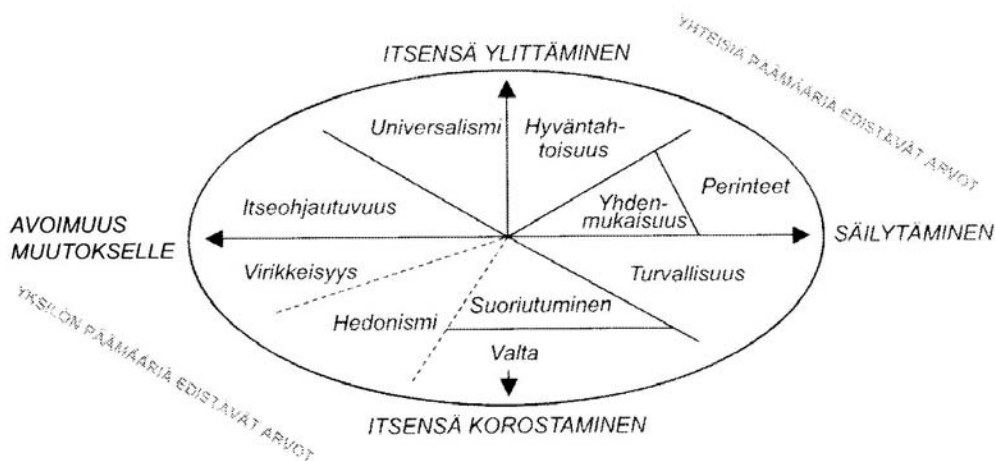 ITSENSÄ YLITTÄMINEN
YHTEISIÄ PÄÄMÄÄRIÄ EDISTÄVÄT ARVOT
Universalismi
Hyväntah-
toisuus
Perinteet
Itseohjautuvuus
Yhden-
mukaisuus
AVOIMUUS
MUUTOKSELLE
SÄILYTÄMINEN
Virikkeisyys
Turvallisuus
Hedonismi
Suoriutuminen
Valta
YKSILÖN PÄÄMÄÄRIÄ EDISTÄVÄT ARVOT
ITSENSÄ KOROSTAMINEN